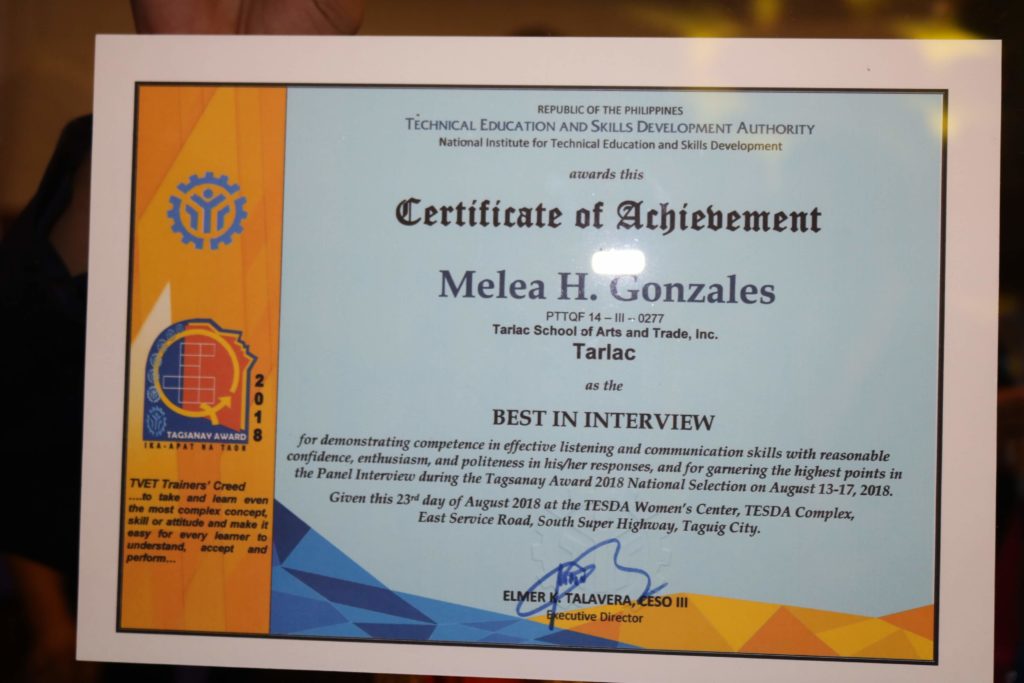 REPUBLIC OF THE PHILIPPINES
TECHNICAL EDUCATION AND SKILLS DEVELOPMENT AUTHORITY
National Institute for Technical Education and Skills Development
awards this
Certificate of Achievement
Melea H. Gonzales
PTTQF 14 – III – 0277
Tarlac School of Arts and Trade, Inc.
Tarlac
as the
BEST IN INTERVIEW
for demonstrating competence in effective listening and communication skills with reasonable
confidence, enthusiasm, and politeness in his/her responses, and for garnering the highest points in
the Panel Interview during the Tagsanay Award 2018 National Selection on August 13-17, 2018.
Given this 23rd day of August 2018 at the TESDA Women's Center, TESDA Complex,
East Service Road, South Super Highway, Taguig City.
ELMER K. TALAVERA, CESO III
Executive Director
2018
TAGSANAY AWARD
IKA-APAT NA TAON
TVET Trainers' Creed
....to take and learn even
the most complex concept,
skill or attitude and make it
easy for every learner to
understand, accept and
perform...